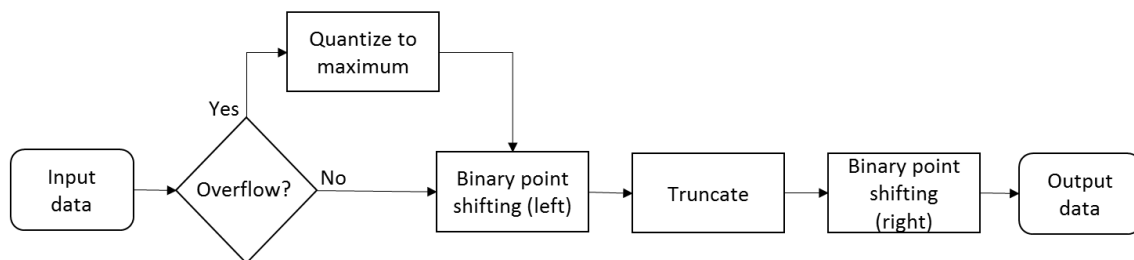 Quantize to
maximum
Yes
Input
data
Overflow?
No
Binary point
shifting (left)
Truncate
Binary point
shifting
(right)
Output
data